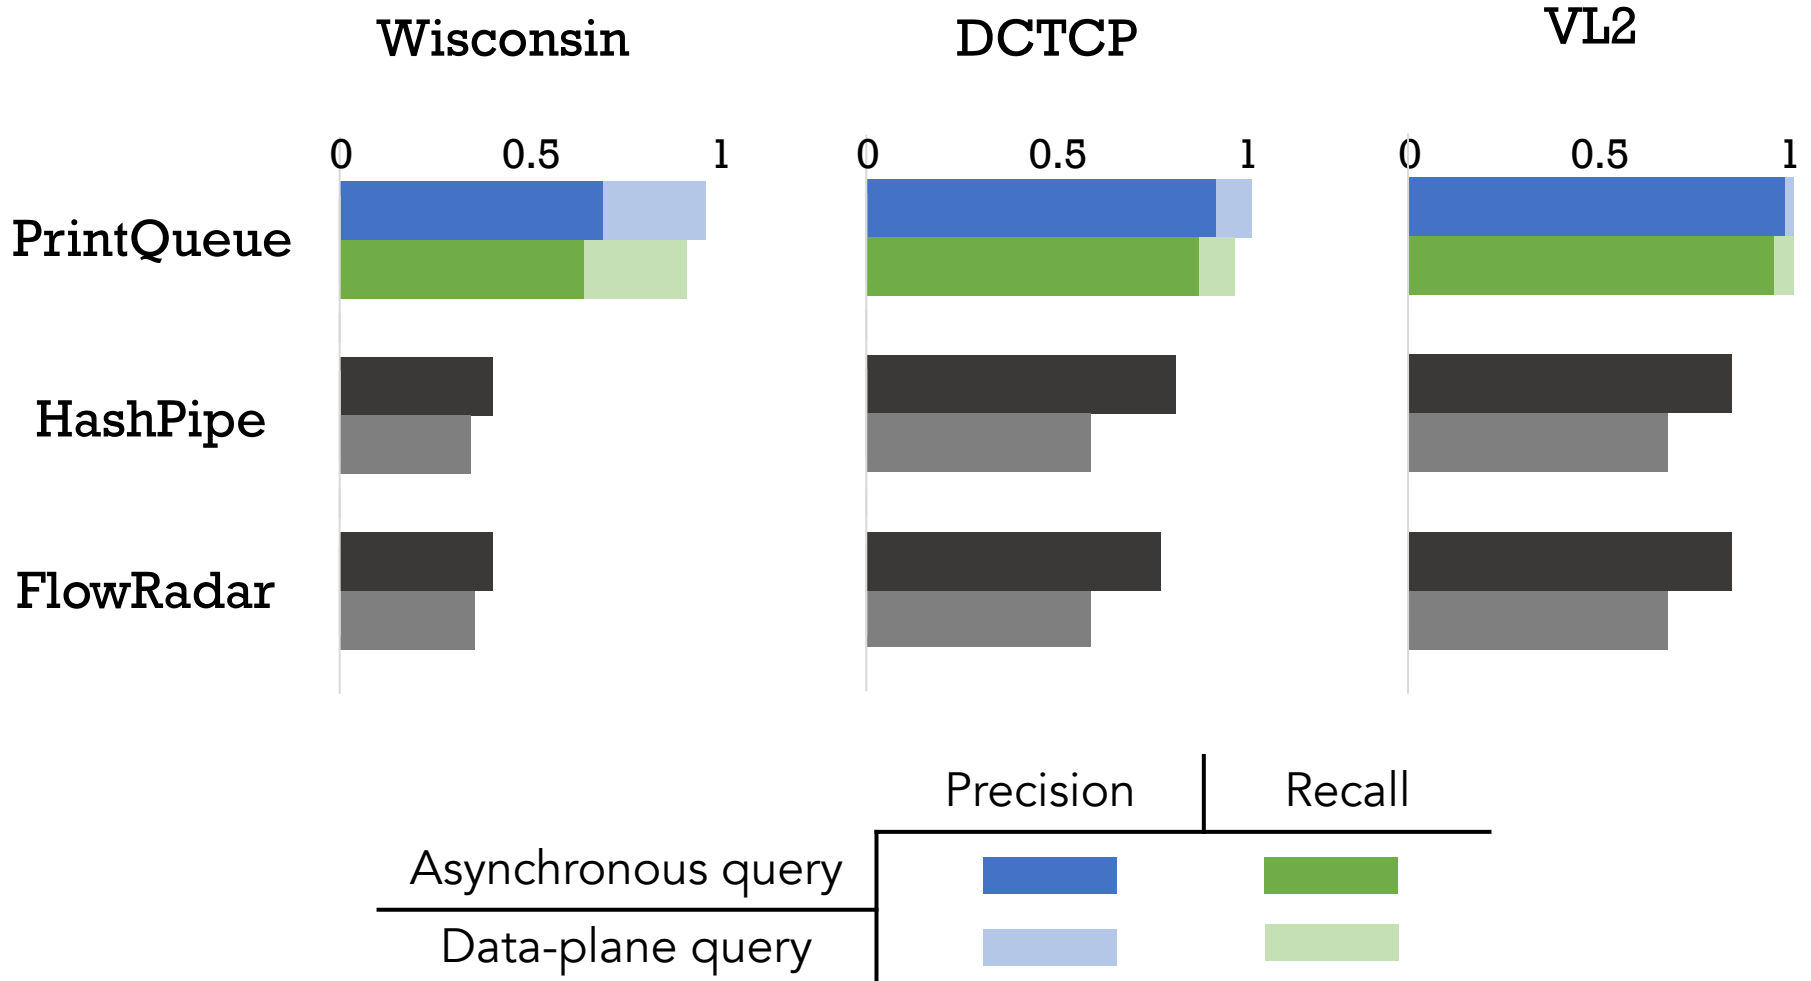 Wisconsin DCTCP VL2
0 0.5 1 0 0.5 1 0 0.5 1
PrintQueue
HashPipe
FlowRadar
Precision Recall
Asynchronous query
Data-plane query